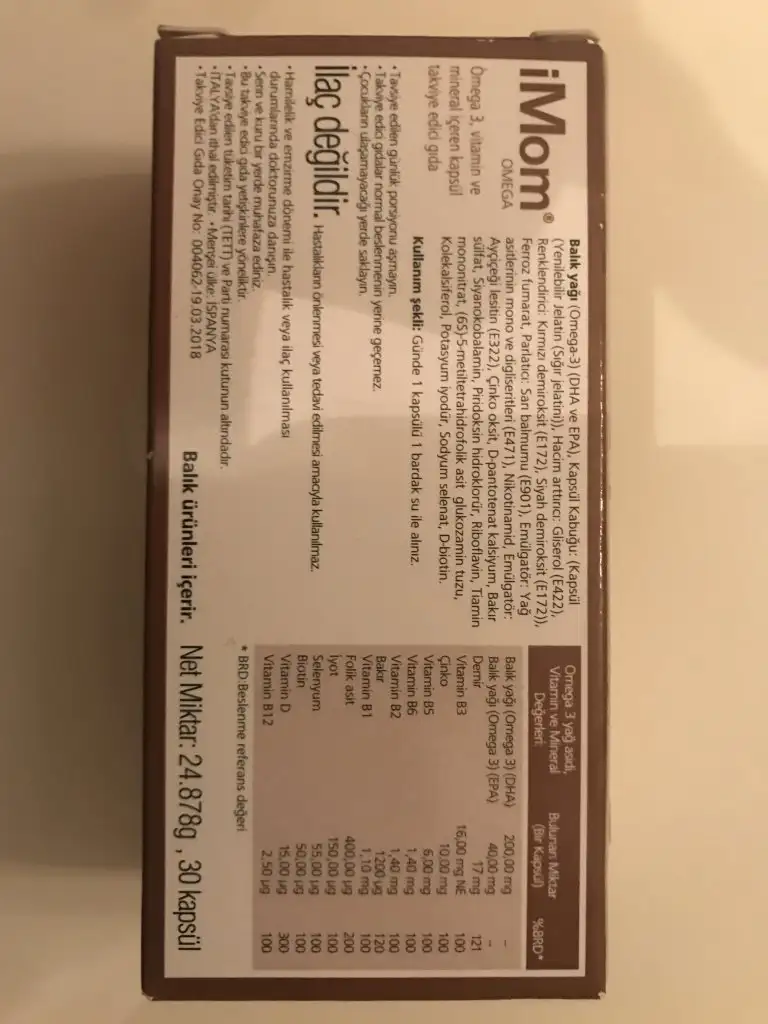 iMom®
OMEGA
Omega 3, vitamin ve
mineral içeren kapsül
takviye edici gıda
Balık yağı (Omega-3) (DHA ve EPA), Kapsül Kabuğu: (Kapsül
(Yenilebilir Jelatin (Sığır jelatini)), Hacim arttırıcı: Gliserol (E422),
Renklendirici: Kırmızı demiroksit (E172), Siyah demiroksit (E172)),
Ferroz fumarat, Parlatıcı: Sarı balmumu (E901), Emülgatör: Yağ
asitlerinin mono ve digliseritleri (E471), Nikotinamid, Emülgatör:
Ayçiçeği lesitin (E322), Çinko oksit, D-pantotenat kalsiyum, Bakır
sülfat, Siyanokobalamin, Piridoksin hidroklorür, Riboflavin, Tiamin
mononitrat, (6S)-5-metiltetrahidrofolik asit glukozamin tuzu,
Kolekalsiferol, Potasyum iyodür, Sodyum selenat, D-biotin.
Kullanım şekli: Günde 1 kapsülü 1 bardak su ile alınız.
• Tavsiye edilen günlük porsiyonu aşmayın.
• Takviye edici gıdalar normal beslenmenin yerine geçemez.
• Çocukların ulaşamayacağı yerde saklayın.
İlaç değildir. Hastalıkların önlenmesi veya tedavi edilmesi amacıyla kullanılmaz.
• Hamilelik ve emzirme dönemi ile hastalık veya ilaç kullanılması
durumlarında doktorunuza danışın.
• Serin ve kuru bir yerde muhafaza ediniz.
• Bu takviye edici gıda yetişkinlere yöneliktir.
• Tavsiye edilen tüketim tarihi (TETT) ve Parti numarası kutunun altındadır.
• İTALYA'dan ithal edilmiştir. • Menşei ülke: İSPANYA
• Takviye Edici Gıda Onay No: 004062-19.03.2018
Balık ürünleri içerir. Net Miktar: 24.878g , 30 kapsül
Omega 3 yağ asidi, Vitamin ve Mineral Değerleri: Bulunan Miktar (Bir Kapsül) %BRD*
Balık yağı (Omega 3) (DHA) 200,00 mg --
Balık yağı (Omega 3) (EPA) 40,00 mg --
Demir 17 mg 121
Vitamin B3 16,00 mg NE 100
Çinko 10,00 mg 100
Vitamin B5 6,00 mg 100
Vitamin B6 1,40 mg 100
Vitamin B2 1,40 mg 100
Bakır 1200 µg 120
Vitamin B1 1,10 mg 100
Folik asit 400,00 µg 200
İyot 150,00 µg 100
Selenyum 55,00 µg 100
Biotin 50,00 µg 100
Vitamin D 15,00 µg 300
Vitamin B12 2,50 µg 100
* BRD.Beslenme referans değeri